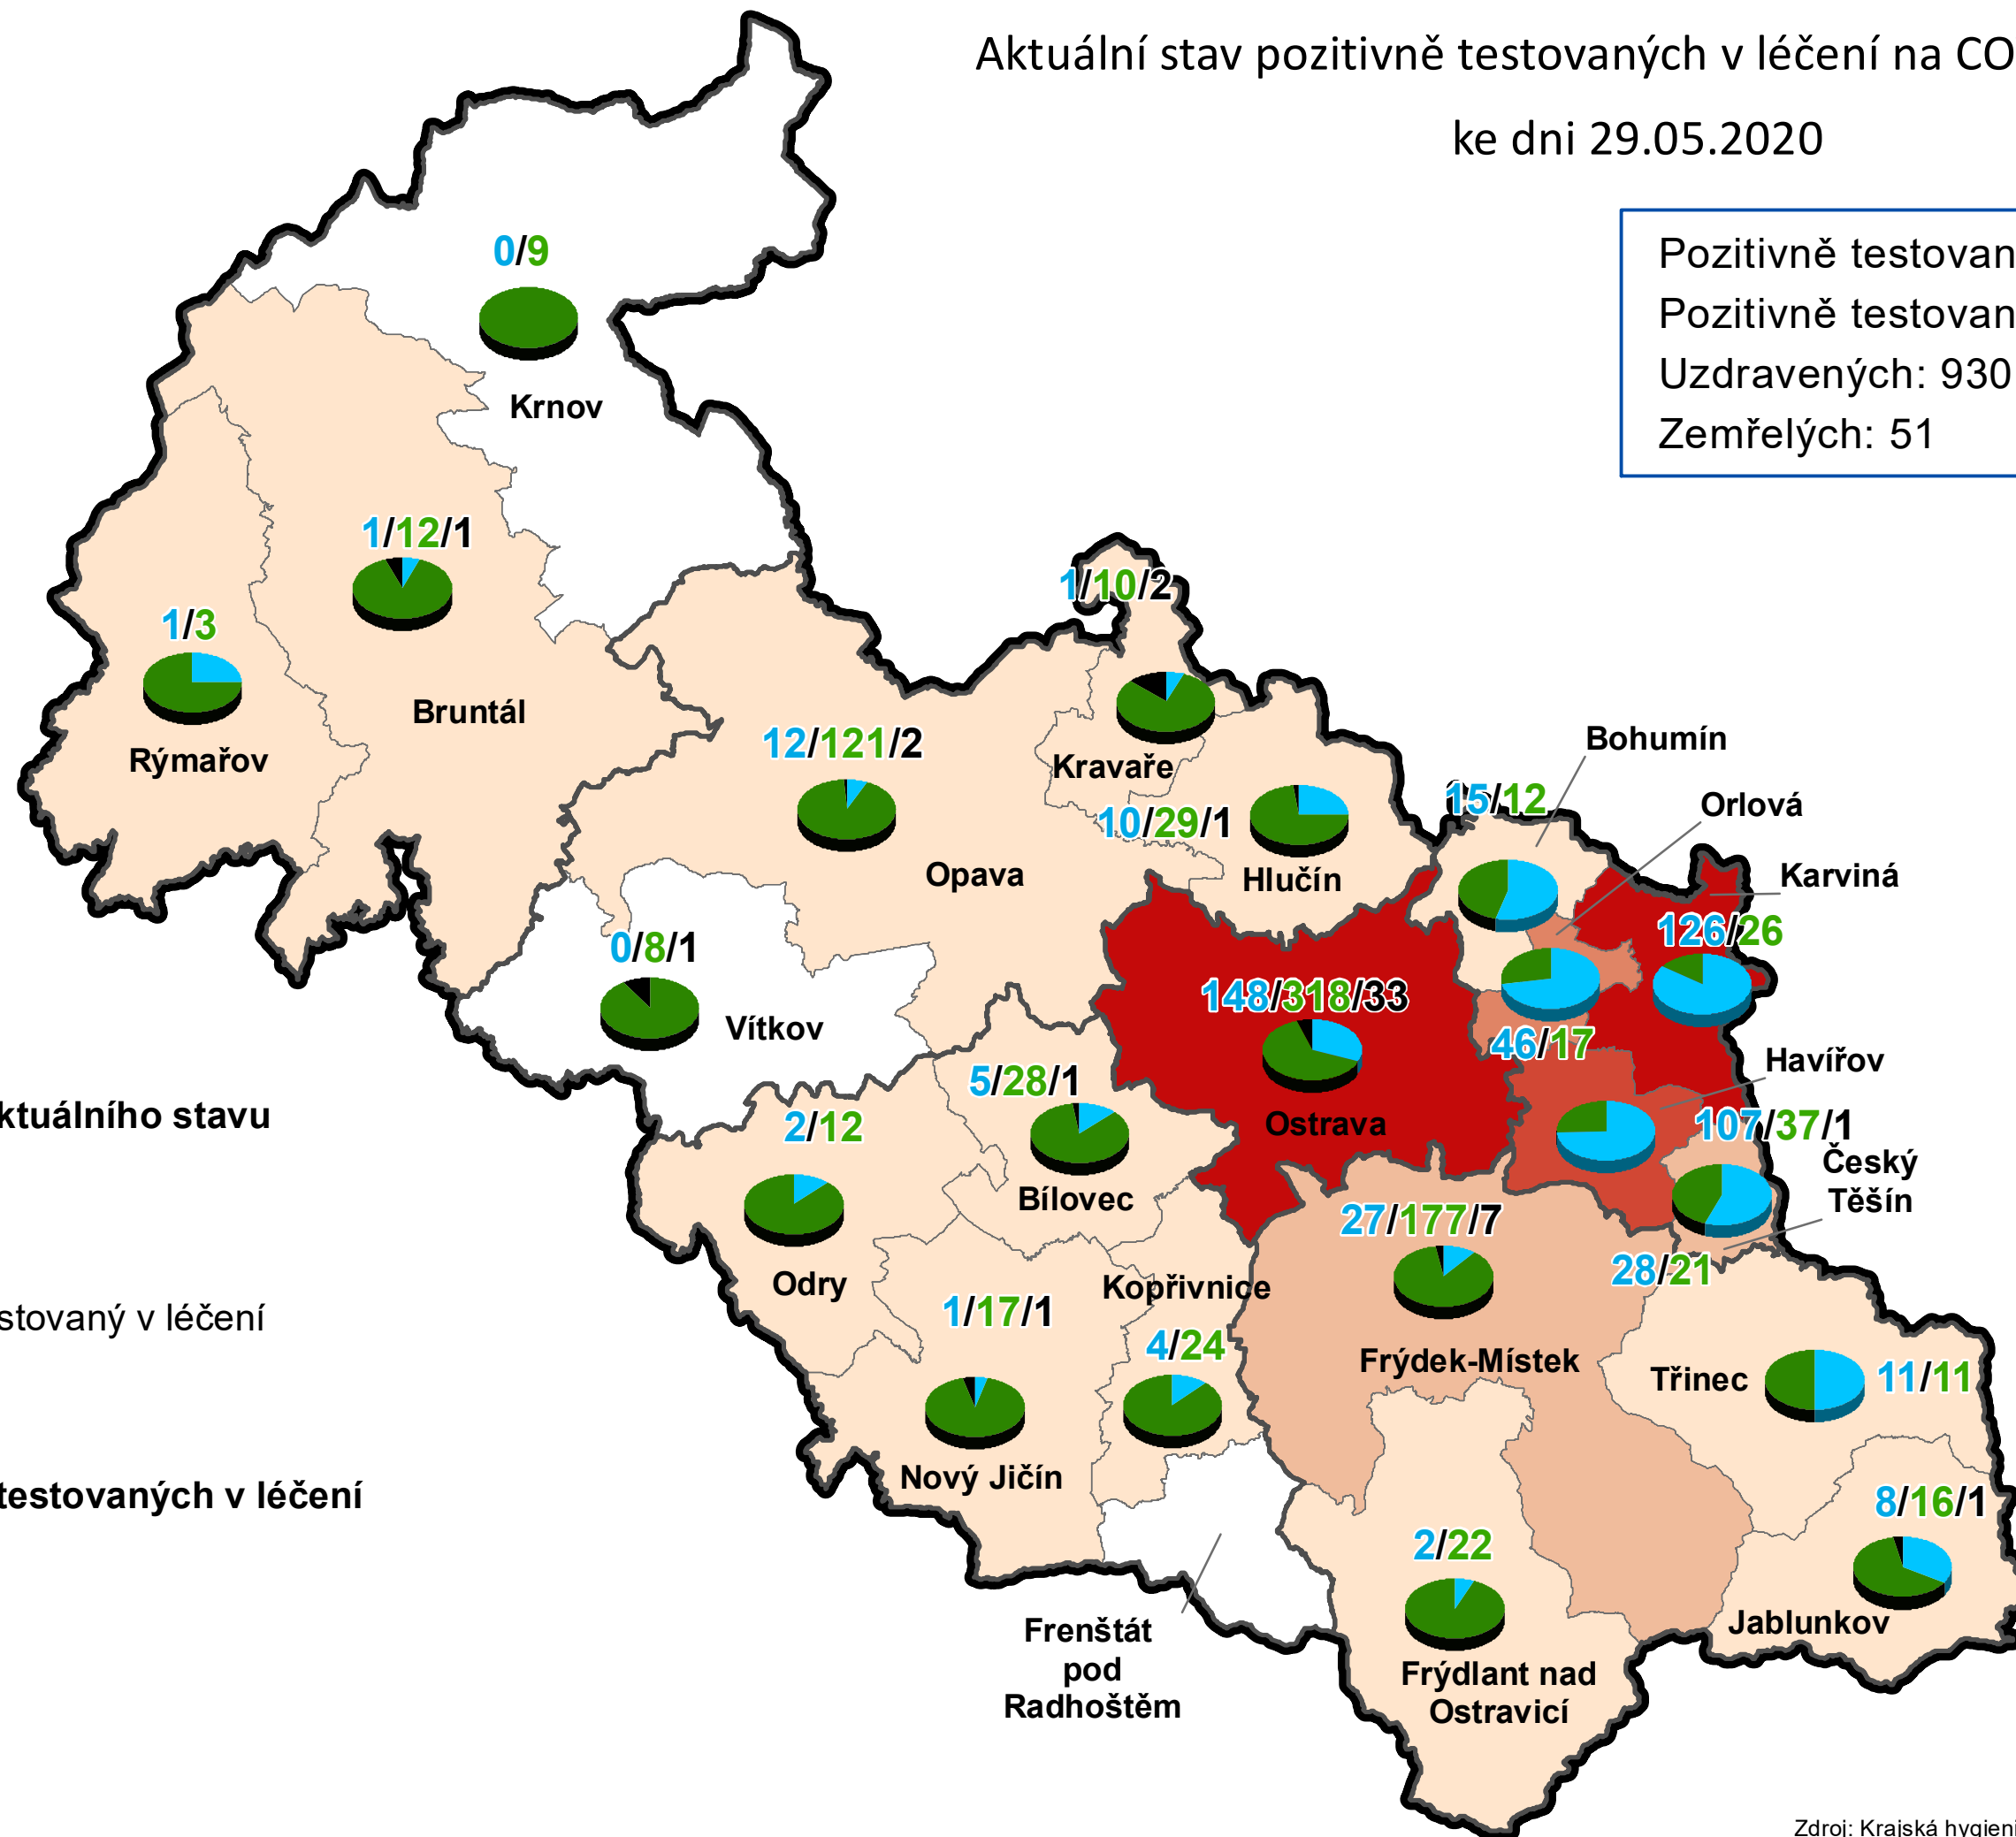 Aktuální stav pozitivně testovaných v léčení na CO
ke dni 29.05.2020
Pozitivně testovan
Pozitivně testovan
Uzdravených: 930
Zemřelých: 51
0/9
Krnov
1/12/1
Bruntál
1/3
Rýmařov
1/10/2
Kravaře
12/121/2
Opava
10/29/1
Hlučín
Bohumín
15/12
Orlová
Karviná
126/26
0/8/1
Vítkov
148/318/33
Ostrava
46/17
Havířov
107/37/1
Český
Těšín
28/21
5/28/1
Bílovec
2/12
Odry
27/177/7
Frýdek-Místek
Kopřivnice
4/24
1/17/1
Nový Jičín
Třinec
11/11
8/16/1
Jablunkov
2/22
Frýdlant nad
Ostravicí
Frenštát
pod
Radhoštěm
ktuálního stavu
stovaný v léčení
testovaných v léčení
Zdroj: Krajská hygien